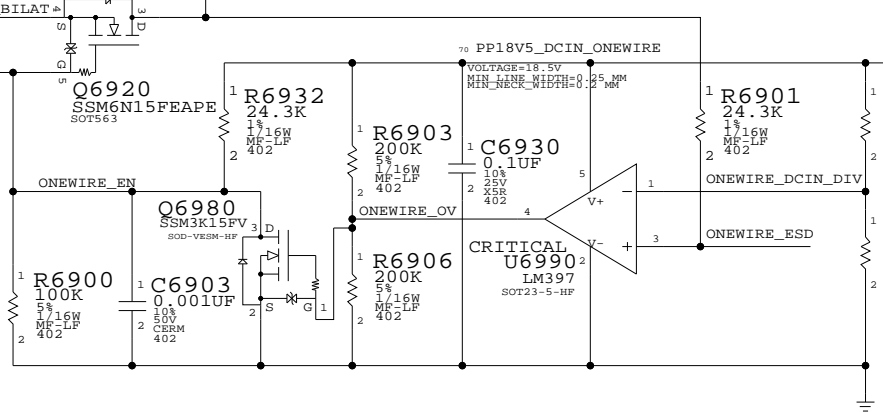 BILAT
4
S
3
D
G
5
Q6920
SSM6N15FEAPE
SOT563
70 PP18V5_DCIN_ONEWIRE
VOLTAGE=18.5V
MIN_LINE_WIDTH=0.25 MM
MIN_NECK_WIDTH=0.2 MM
1
R6932
24.3K
1%
1/16W
MF-LF
402
2
1
R6903
200K
5%
1/16W
MF-LF
402
2
1
C6930
0.1UF
10%
25V
X5R
402
2
1
R6901
24.3K
1%
1/16W
MF-LF
402
2
1
2
ONEWIRE_EN
Q6980
SSM3K15FV
SOD-VESM-HF
3
D
S
2
G
1
ONEWIRE_OV
4
5
V+
1
ONEWIRE_DCIN_DIV
3
ONEWIRE_ESD
V-
2
CRITICAL
U6990
LM397
SOT23-5-HF
1
R6900
100K
5%
1/16W
MF-LF
402
2
1
C6903
0.001UF
10%
50V
CERM
402
2
1
R6906
200K
5%
1/16W
MF-LF
402
2
1
2